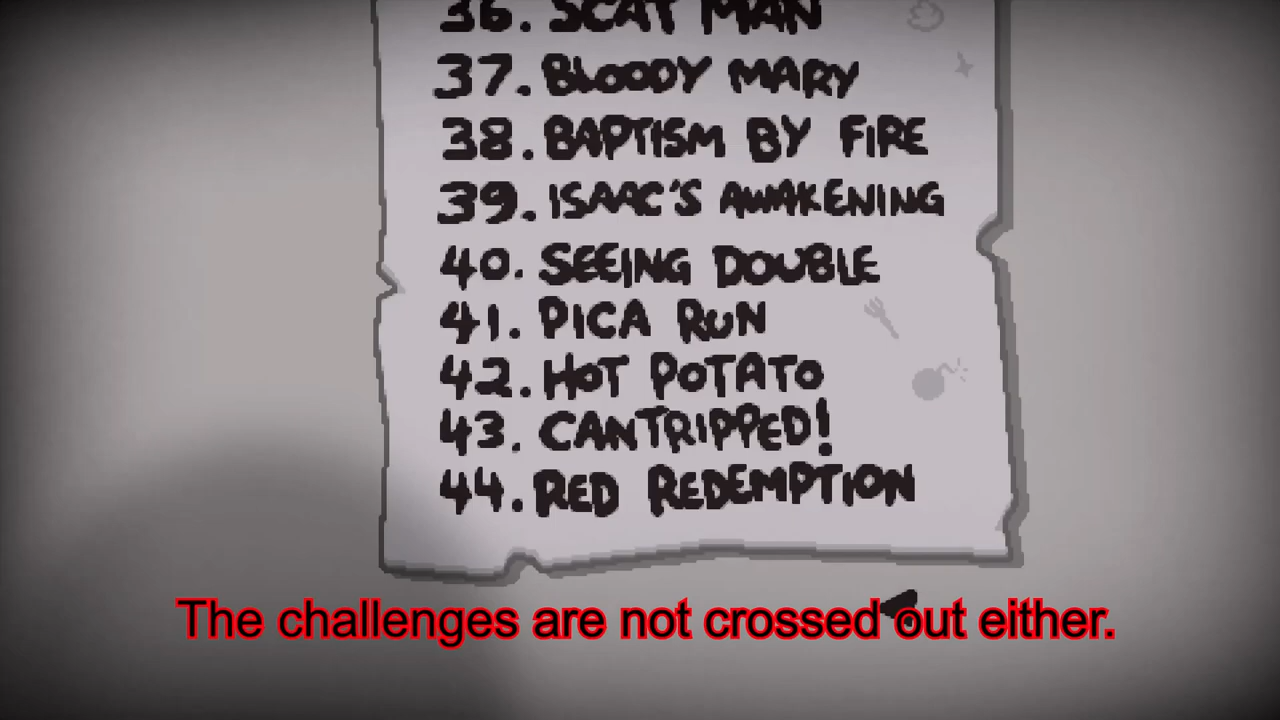 36. SCAT MAN
37. BLOODY MARY
38. BAPTISM BY FIRE
39. ISAAC'S AWAKENING
40. SEEING DOUBLE
41. PICA RUN
42. HOT POTATO
43. CANTRIPPED!
44. RED REDEMPTION
The challenges are not crossed out either.